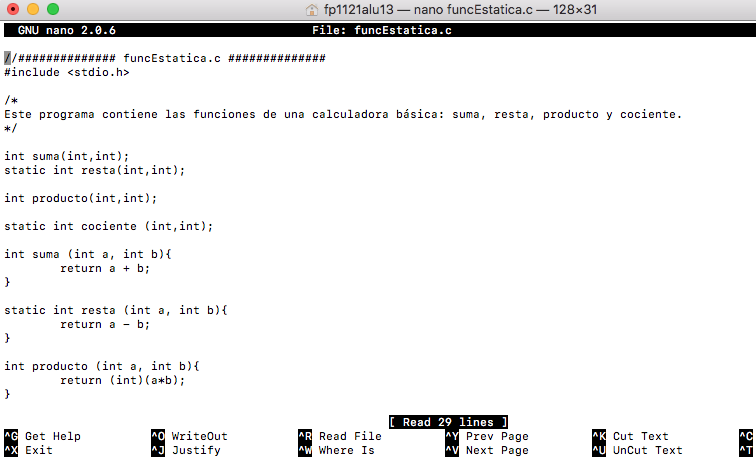 fp1121alu13 — nano funcEstatica.c — 128×31
GNU nano 2.0.6 File: funcEstatica.c
//############## funcEstatica.c ##############
#include <stdio.h>
/*
Este programa contiene las funciones de una calculadora básica: suma, resta, producto y cociente.
*/
int suma(int,int);
static int resta(int,int);
int producto(int,int);
static int cociente (int,int);
int suma (int a, int b){
return a + b;
}
static int resta (int a, int b){
return a - b;
}
int producto (int a, int b){
return (int)(a*b);
}
[ Read 29 lines ]
^G Get Help ^O WriteOut ^R Read File ^Y Prev Page ^K Cut Text ^C
^X Exit ^J Justify ^W Where Is ^V Next Page ^U UnCut Text ^T